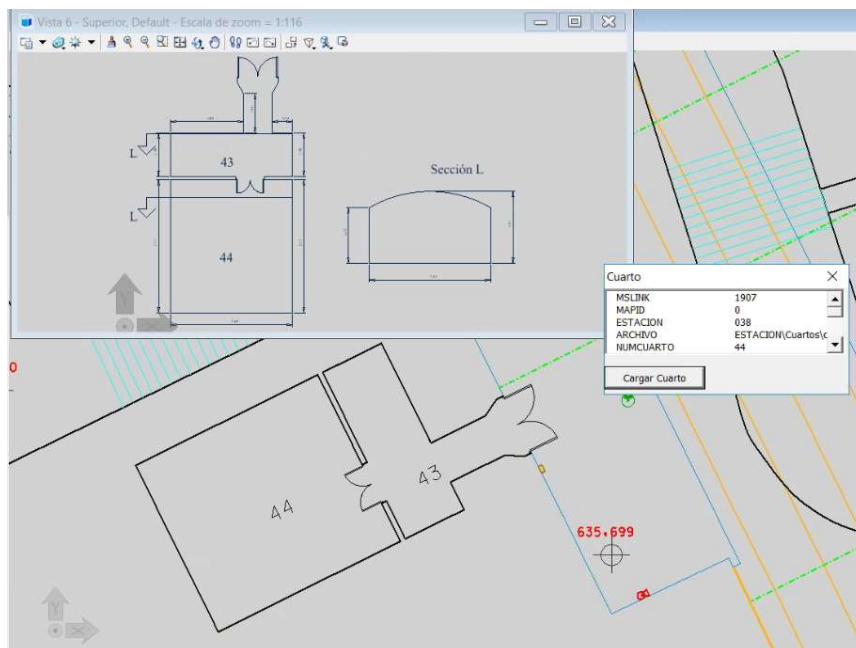 Vista 6 - Superior, Default - Escala de zoom = 1:116
L
43
Sección L
L
44
Cuarto
MSLINK 1907
MAPID 0
ESTACION 038
ARCHIVO ESTACION\Cuartos\c
NUMCUARTO 44
Cargar Cuarto
0
43
44
635,699